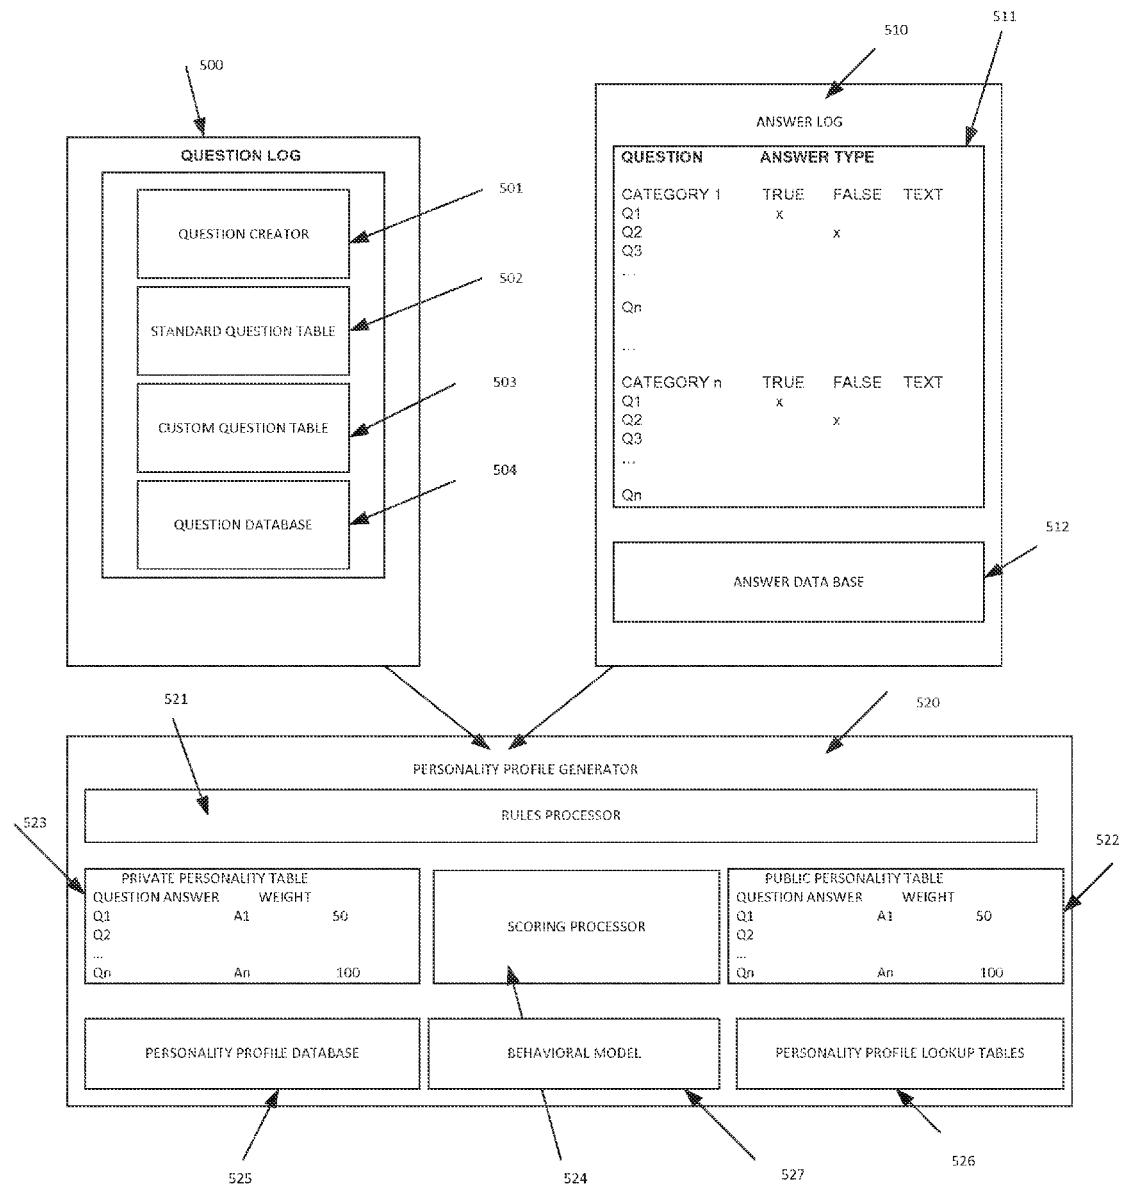 500
QUESTION LOG
QUESTION CREATOR
501
STANDARD QUESTION TABLE
502
CUSTOM QUESTION TABLE
503
QUESTION DATABASE
504
510
511
ANSWER LOG
QUESTION ANSWER TYPE
CATEGORY 1 TRUE FALSE TEXT
Q1 x
Q2 x
Q3
...
Qn
...
CATEGORY n TRUE FALSE TEXT
Q1 x
Q2 x
Q3
...
Qn
512
ANSWER DATA BASE
521
520
PERSONALITY PROFILE GENERATOR
RULES PROCESSOR
523
PRIVATE PERSONALITY TABLE
QUESTION ANSWER WEIGHT
Q1 A1 50
Q2
...
Qn An 100
SCORING PROCESSOR
522
PUBLIC PERSONALITY TABLE
QUESTION ANSWER WEIGHT
Q1 A1 50
Q2
...
Qn An 100
PERSONALITY PROFILE DATABASE
BEHAVIORAL MODEL
PERSONALITY PROFILE LOOKUP TABLES
525
524
527
526